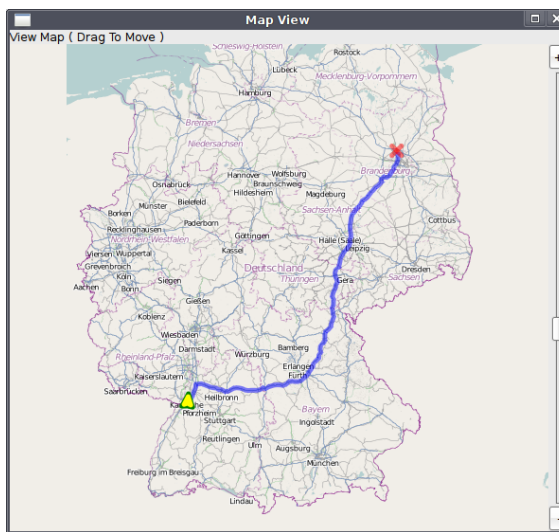 Map View
View Map ( Drag To Move )
Schleswig-Holstein
Rostock
Lübeck
Mecklenburg-Vorpommern
Hamburg
Bremen
Niedersachsen
Brandenburg
Hannover
Wolfsburg
Osnabrück
Braunschweig
Hildesheim
Magdeburg
Münster
Bielefeld
Borken
Sachsen-Anhalt
Paderborn
Cottbus
Recklinghausen
Göttingen
Nordrhein-Westfalen
Halle (Saale)
Leipzig
Viersen
Wuppertal
Kassel
Grevenbroich
Deutschland
Dresden
Köln
Thüringen
Sachsen
Aachen
Bonn
Siegen
Gera
Gießen
Koblenz
Wiesbaden
Darmstadt
Bamberg
Rheinland-Pfalz
Würzburg
Erlangen
Fürth
Kaiserslautern
Saarbrücken
Heilbronn
Pforzheim
Bayern
Stuttgart
Ingolstadt
Reutlingen
Ulm
Augsburg
München
Freiburg im Breisgau
Lindau